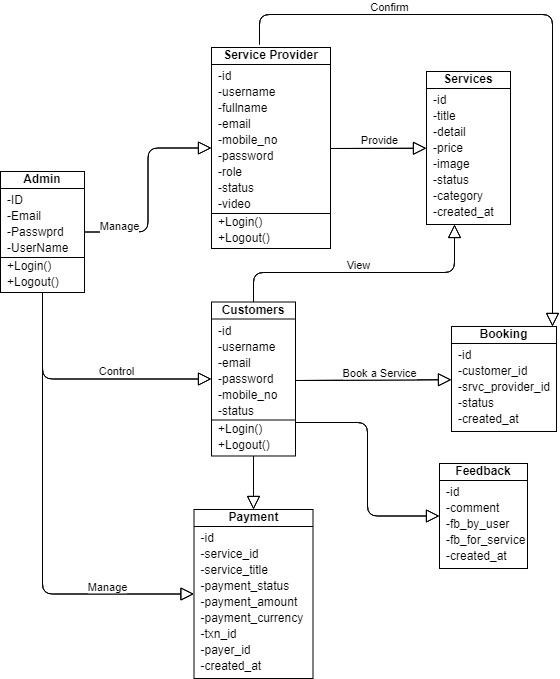 Confirm
Service Provider
-id
-username
-fullname
-email
-mobile_no
-password
-role
-status
-video
+Login()
+Logout()
Provide
Services
-id
-title
-detail
-price
-image
-status
-category
-created_at
Admin
-ID
-Email
-Passwprd
-UserName
+Login()
+Logout()
Manage
View
Customers
-id
-username
-email
-password
-mobile_no
-status
+Login()
+Logout()
Control
Book a Service
Booking
-id
-customer_id
-srvc_provider_id
-status
-created_at
Feedback
-id
-comment
-fb_by_user
-fb_for_service
-created_at
Manage
Payment
-id
-service_id
-service_title
-payment_status
-payment_amount
-payment_currency
-txn_id
-payer_id
-created_at